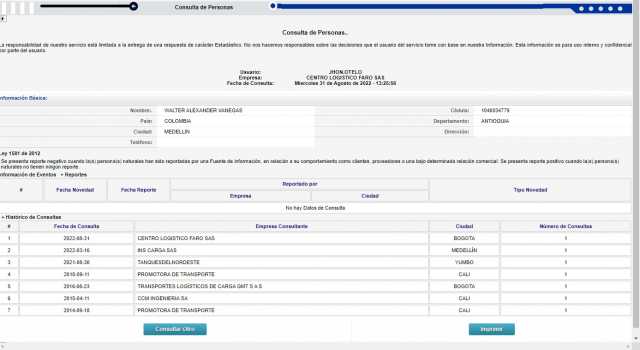 Consulta de Personas
Consulta de Personas..
La responsabilidad de nuestro servicio está limitada a la entrega de una respuesta de carácter Estadístico. No nos hacemos responsables sobre las decisiones que el usuario del servicio tome con base en nuestra Información. Esta información es para uso interno y confidencial
por parte del usuario.
Usuario: JHON.OTELO
Empresa: CENTRO LOGISTICO FARO SAS
Fecha de Consulta: Miercoles 31 de Agosto de 2022 - 13:26:56
Información Básica:
Nombre: WALTER ALEXANDER VANEGAS Cédula: 1046034779
País: COLOMBIA Departamento: ANTIOQUIA
Ciudad: MEDELLIN Dirección:
Teléfono:
Ley 1581 de 2012
Se presenta reporte negativo cuando la(s) persona(s) naturales han sido reportadas por una Fuente de información, en relación a su comportamiento como clientes, proveedores o una bajo determinada relación comercial. Se presenta reporte positivo cuando la(s) persona(s)
naturales no tienen ningún reporte
Información de Eventos • Reportes
# Fecha Novedad Fecha Reporte Reportado por Tipo Novedad
Empresa Ciudad
No hay Datos de Consulta
• Histórico de Consultas
# Fecha de Consulta Empresa Consultante Ciudad Número de Consultas
1 2022-08-31 CENTRO LOGISTICO FARO SAS BOGOTA 1
2 2022-03-16 INS CARGA SAS MEDELLÍN 1
3 2021-08-30 TANQUESDELNORDESTE YUMBO 1
4 2018-09-11 PROMOTORA DE TRANSPORTE CALI 1
5 2016-06-23 TRANSPORTES LOGÍSTICOS DE CARGA GMT S A S BOGOTA 1
6 2015-04-11 CCM INGENIERIA SA CALI 1
7 2014-09-18 PROMOTORA DE TRANSPORTE CALI 1
Consultar Otro Imprimir